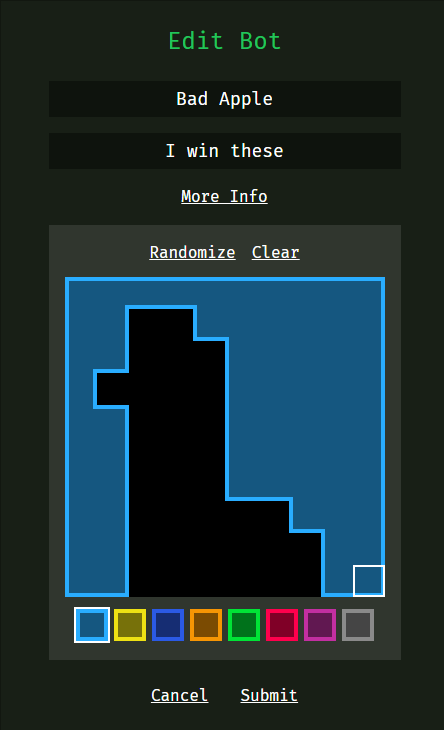 Edit Bot
Bad Apple
I win these
More Info
Randomize Clear
Cancel Submit